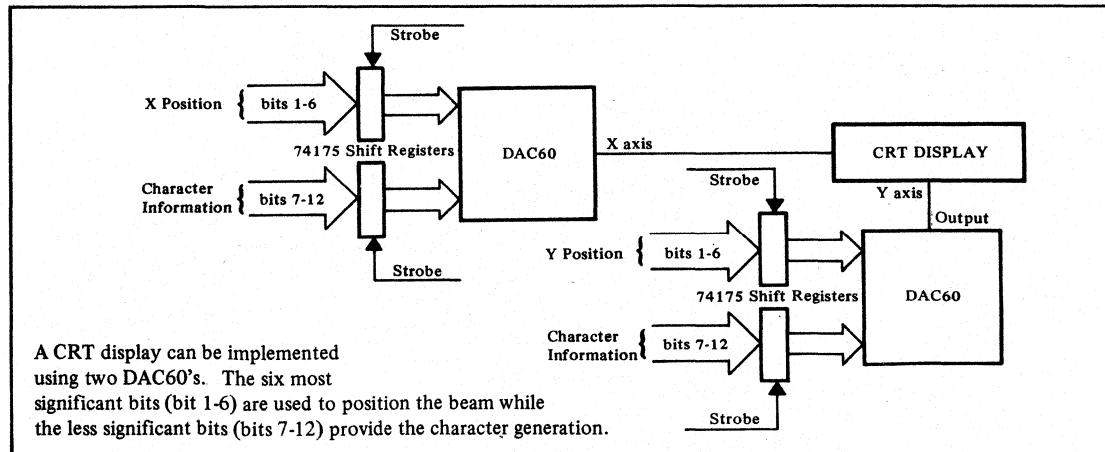 Strobe
X Position { bits 1-6
74175 Shift Registers
DAC60
X axis
CRT DISPLAY
Character
Information { bits 7-12
Strobe
Strobe
Y axis
Output
Y Position { bits 1-6
74175 Shift Registers
DAC60
Character
Information { bits 7-12
Strobe
A CRT display can be implemented
using two DAC60's. The six most
significant bits (bit 1-6) are used to position the beam while
the less significant bits (bits 7-12) provide the character generation.